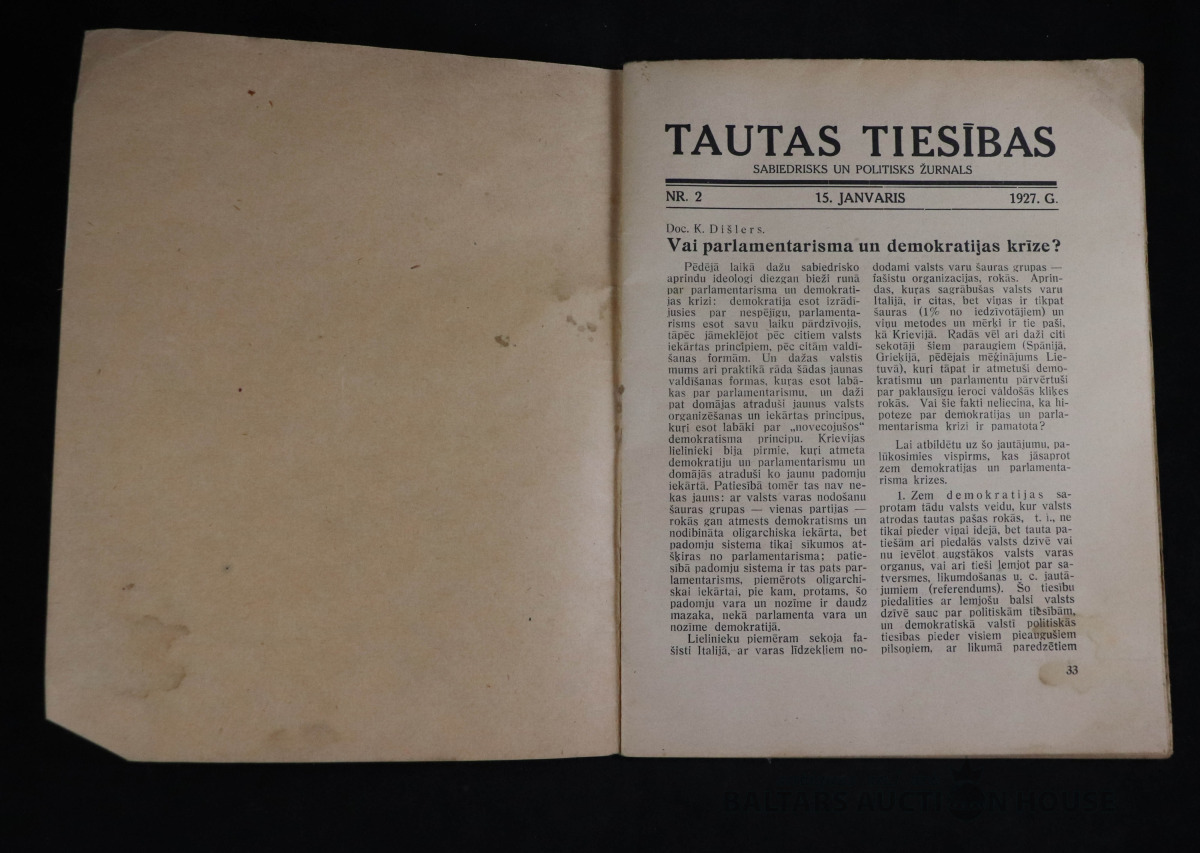 TAUTAS TIESĪBAS
SABIEDRISKS UN POLITISKS ŽURNALS
NR. 2 15. JANVARIS 1927. G.
Doc. K. Dišlers.
Vai parlamentarisma un demokratijas krīze?
Pēdējā laikā dažu sabiedrisko
aprindu ideologi diezgan bieži runā
par parlamentarisma un demokrati-
jas krizi: demokratija esot izrādī-
jusies par nespējīgu, parlamenta-
risms esot savu laiku pārdzīvojis,
tāpēc jāmeklējot pēc citiem valsts
iekārtas principiem, pēc citām valdī-
šanas formām. Un dažas valstis
mums ari praktikā rāda šādas jaunas
valdīšanas formas, kuŗas esot labā-
kas par parlamentarismu, un daži
pat domājas atraduši jaunus valsts
organizēšanas un iekārtas principus,
kuŗi esot labāki par „novecojušos“
demokratisma principu. Krievijas
lielinieki bija pirmie, kuŗi atmeta
demokratiju un parlamentarismu un
domājās atraduši ko jaunu padomju
iekārtā. Patiesībā tomēr tas nav ne-
kas jauns: ar valsts varas nodošanu
šauras grupas — vienas partijas —
rokās gan atmests demokratisms un
nodibināta oligarchiska iekārta, bet
padomju sistema tikai sīkumos at-
šķiras no parlamentarisma; patie-
sībā padomju sistema ir tas pats par-
lamentarisms, piemērots oligarchi-
skai iekārtai, pie kam, protams, šo
padomju vara un nozīme ir daudz
mazaka, nekā parlamenta vara un
nozīme demokratijā.
Lielinieku piemēram sekoja fa-
šisti Italijā, ar varas līdzekļiem no-
dodami valsts varu šauras grupas —
fašistu organizacijas, rokās. Aprin-
das, kuŗas sagrābušas valsts varu
Italijā, ir citas, bet viņas ir tikpat
šauras (1% no iedzīvotājiem) un
viņu metodes un mērķi ir tie paši,
kā Krievijā. Radās vēl ari daži citi
sekotāji šiem paraugiem (Spānijā,
Grieķijā, pēdējais mēģinājums Lie-
tuvā), kuŗi tāpat ir atmetuši demo-
kratismu un parlamentu pārvērtuši
par paklausīgu ieroci valdošās kliķes
rokās. Vai šie fakti neliecina, ka hi-
poteze par demokratijas un parla-
mentarisma krizi ir pamatota?
Lai atbildētu uz šo jautājumu, pa-
lūkosimies vispirms, kas jāsaprot
zem demokratijas un parlamenta-
risma krizes.
1. Zem demokratijas sa-
protam tādu valsts veidu, kur valsts
atrodas tautas pašas rokās, t. i., ne
tikai pieder viņai idejā, bet tauta pa-
tiešām ari piedalās valsts dzīvē vai
nu ievēlot augstākos valsts varas
organus, vai ari tieši lemjot par sa-
tversmes, likumdošanas u. c. jautā-
jumiem (referendums). Šo tiesību
piedalīties ar lemjošu balsi valsts
dzīvē sauc par politiskām tiesībām,
un demokratiskā valstī politiskās
tiesības pieder visiem pieaugušiem
pilsoņiem, ar likumā paredzētiem
33
BALTARS AUCTION HOUSE